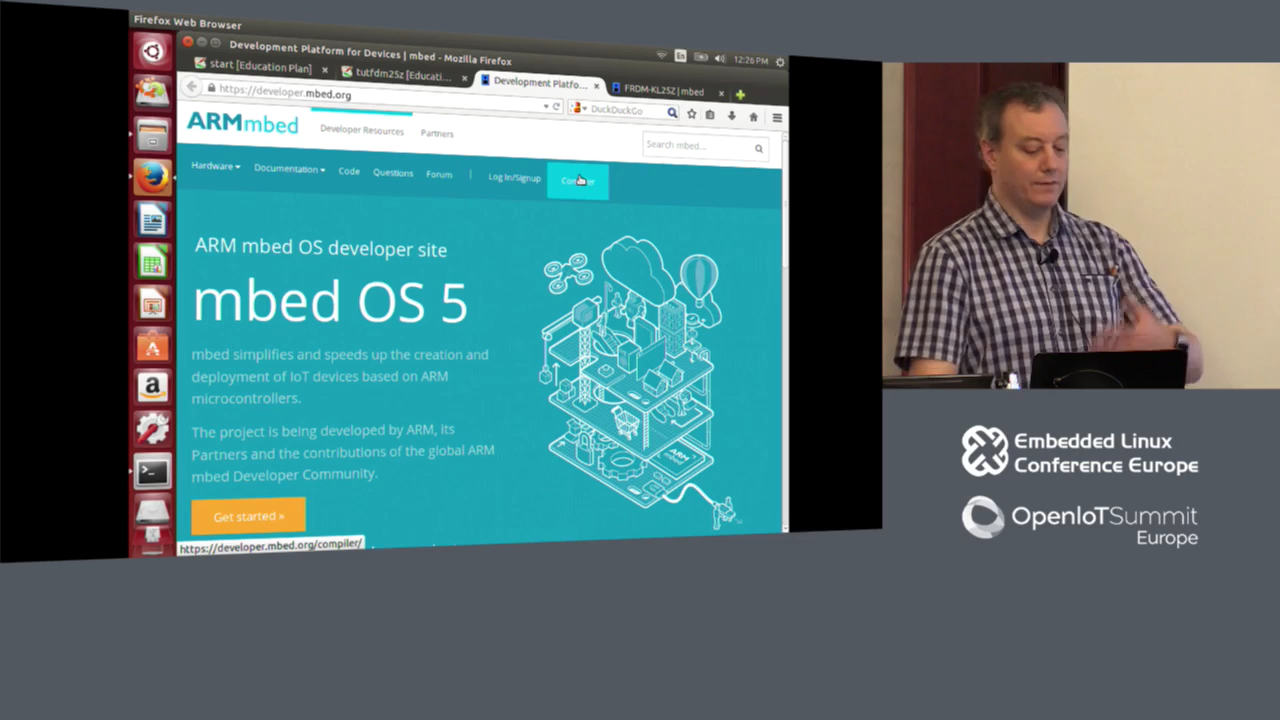 Firefox Web Browser
Development Platform for Devices | mbed - Mozilla Firefox
En
12:26 PM
start [Education Plan]
tutfdm25z [Educati...
Development Platfo...
FRDM-KL25Z | mbed
https://developer.mbed.org
DuckDuckGo
ARMmbed
Developer Resources
Partners
Search mbed...
Hardware
Documentation
Code
Questions
Forum
|
Log In/Signup
ARM mbed OS developer site
mbed OS 5
mbed simplifies and speeds up the creation and
deployment of IoT devices based on ARM
microcontrollers.
The project is being developed by ARM, its
Partners and the contributions of the global ARM
mbed Developer Community.
Get started »
ARM
mbed
https://developer.mbed.org/compiler/
Embedded Linux
Conference Europe
OpenIoTSummit
Europe